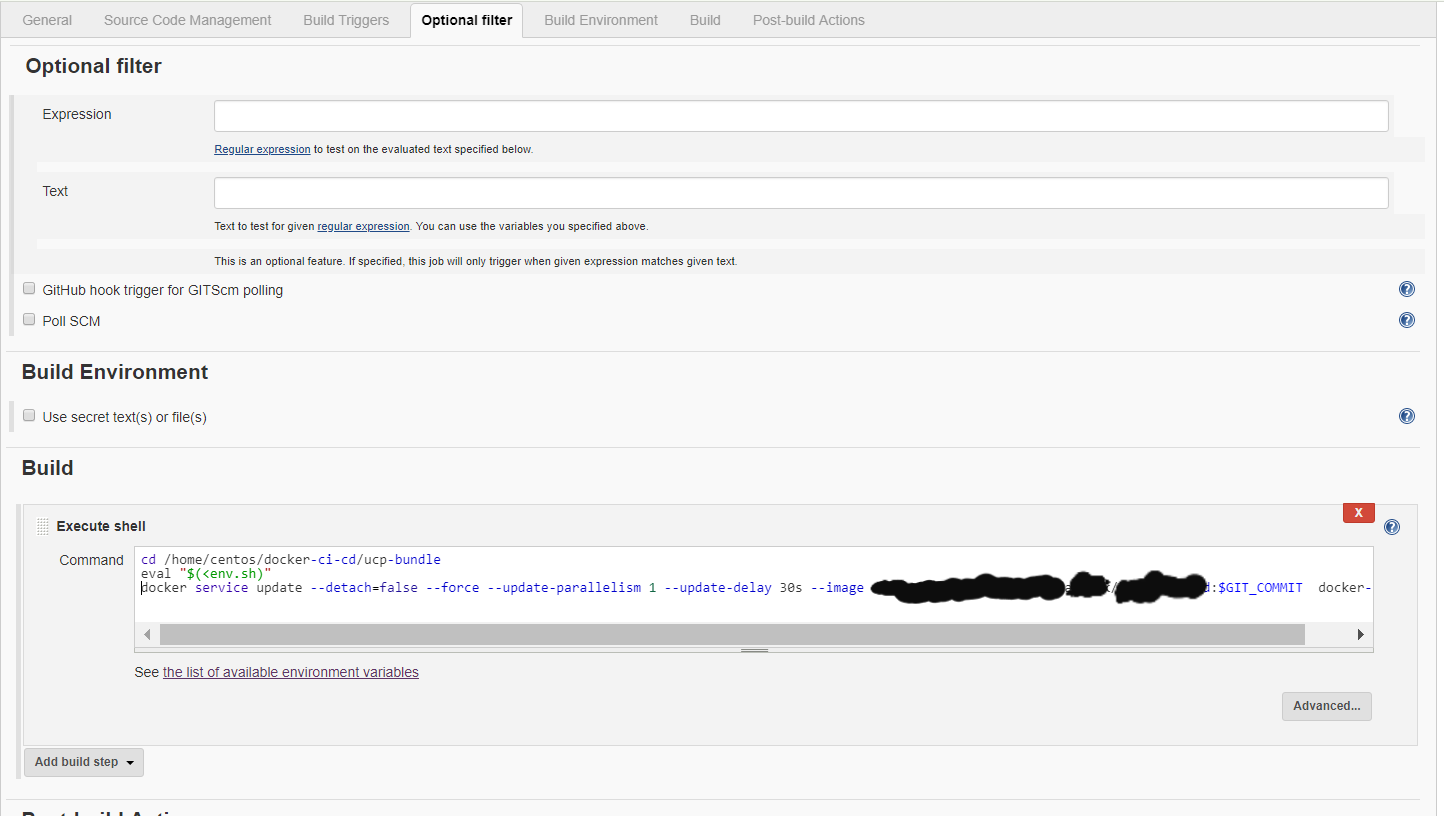 General Source Code Management Build Triggers Optional filter Build Environment Build Post-build Actions
Optional filter
Expression
Regular expression to test on the evaluated text specified below.
Text
Text to test for given regular expression. You can use the variables you specified above.
This is an optional feature. If specified, this job will only trigger when given expression matches given text.
GitHub hook trigger for GITScm polling
Poll SCM
Build Environment
Use secret text(s) or file(s)
Build
X
Execute shell
Command
cd /home/centos/docker-ci-cd/ucp-bundle
eval "$(<env.sh)"
docker service update --detach=false --force --update-parallelism 1 --update-delay 30s --image / d:$GIT_COMMIT docker-
See the list of available environment variables
Advanced...
Add build step